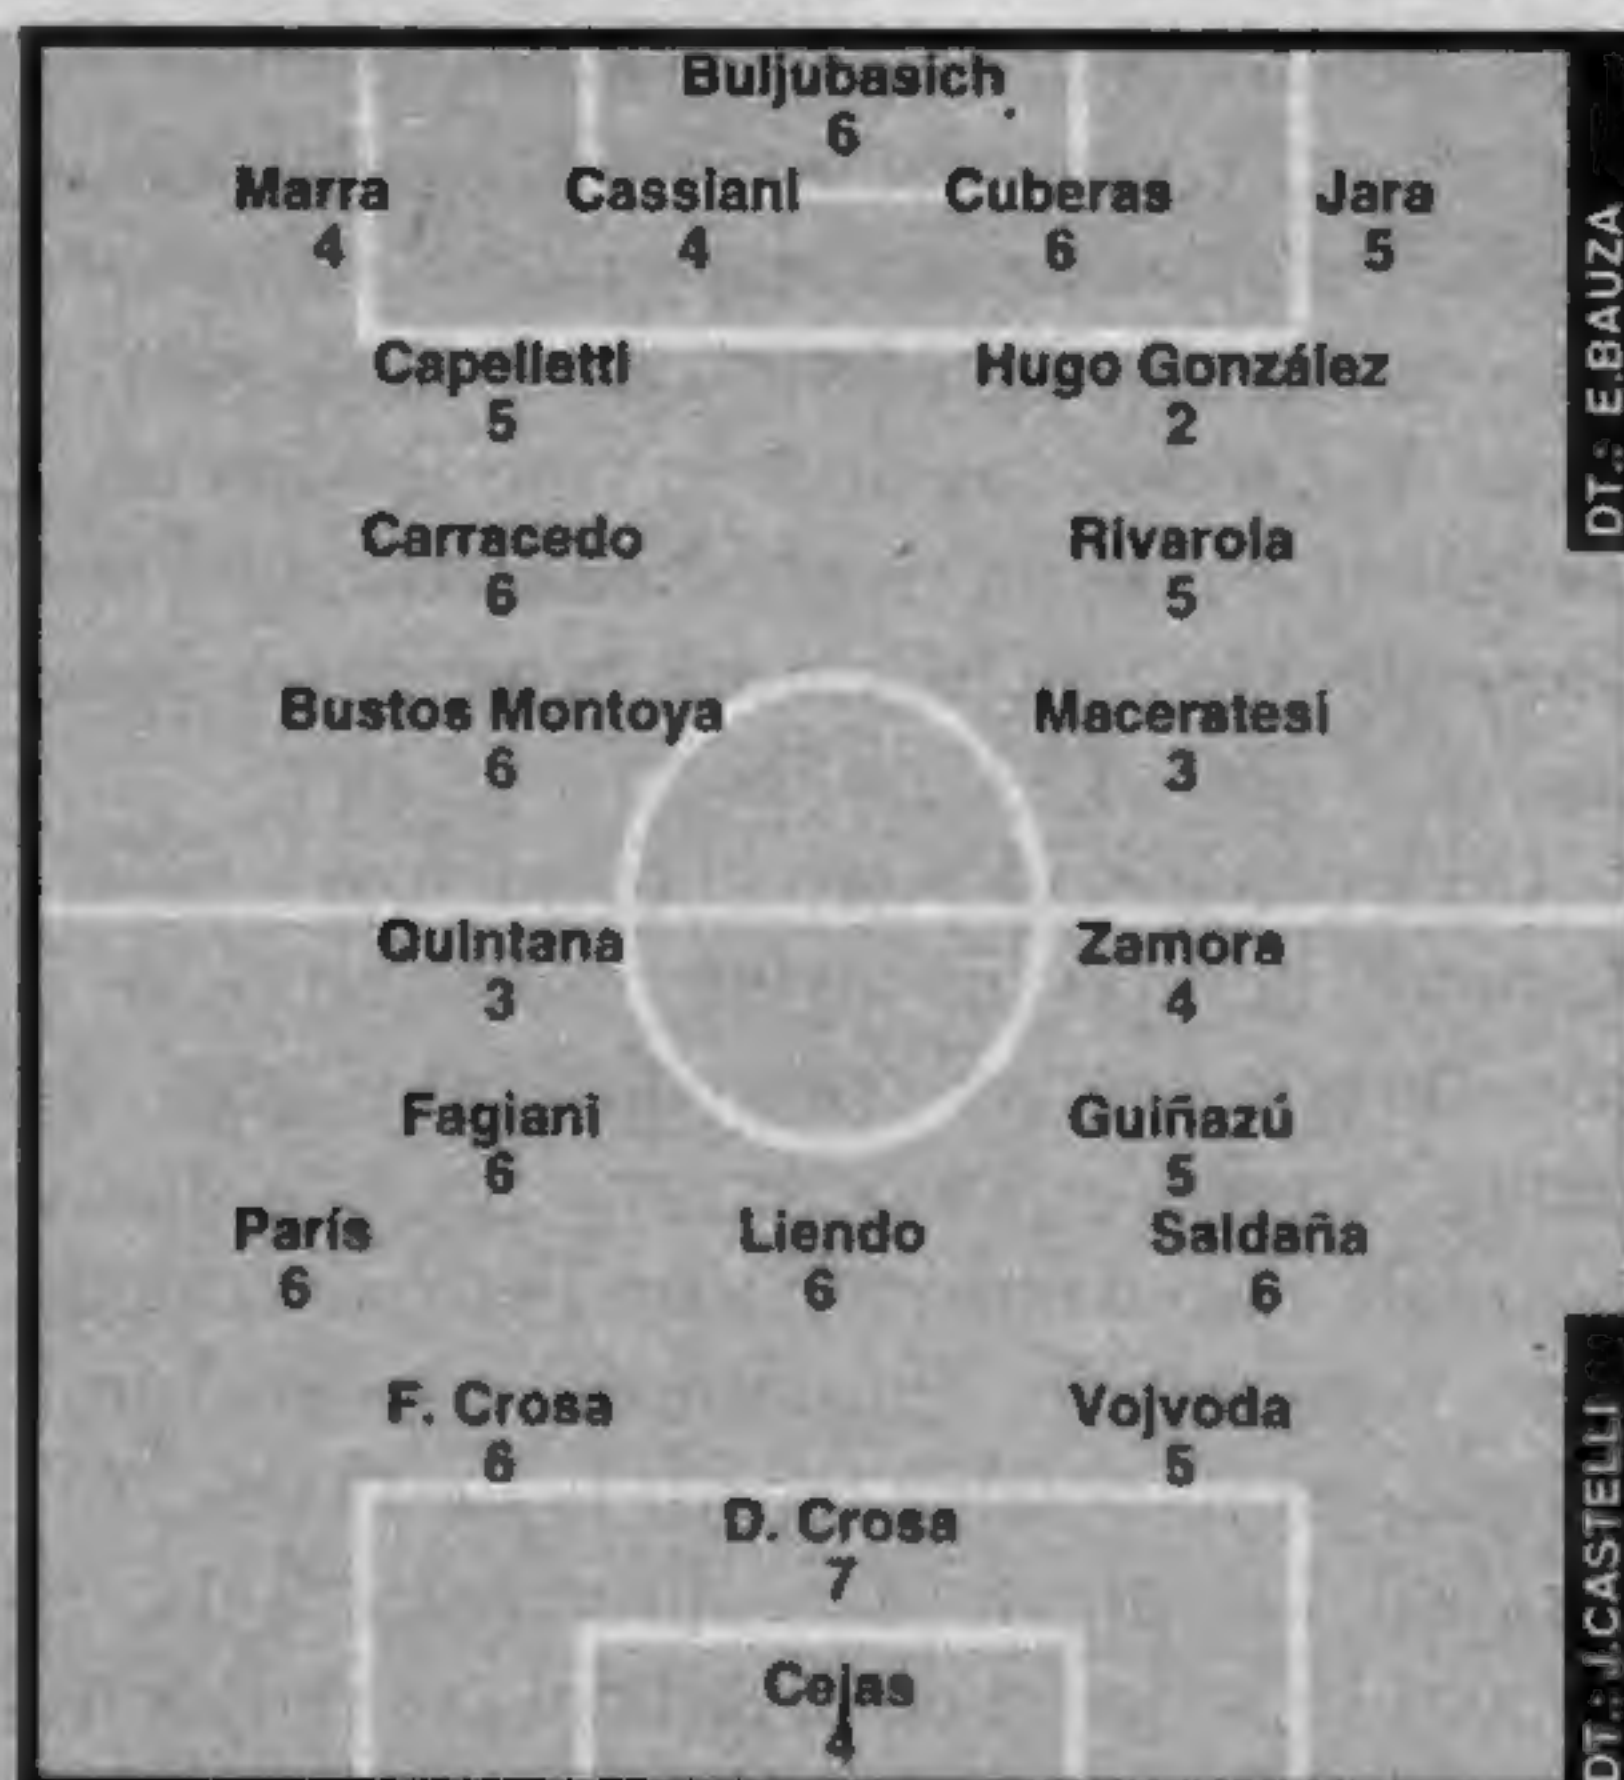 Buljubasich
6
Marra Cassiani Cuberas Jara
4 4 6 5
Capelletti Hugo González
5 2
Carracedo Rivarola
6 5
Bustos Montoya Maceratesi
6 3
Quintana Zamora
3 4
Fagiani Guiñazú
6 5
París Liendo Saldaña
6 6 6
F. Crosa Vojvoda
6 5
D. Crosa
7
Cejas
4
DT.: E.BAUZA
DT.: J.CASTELLI